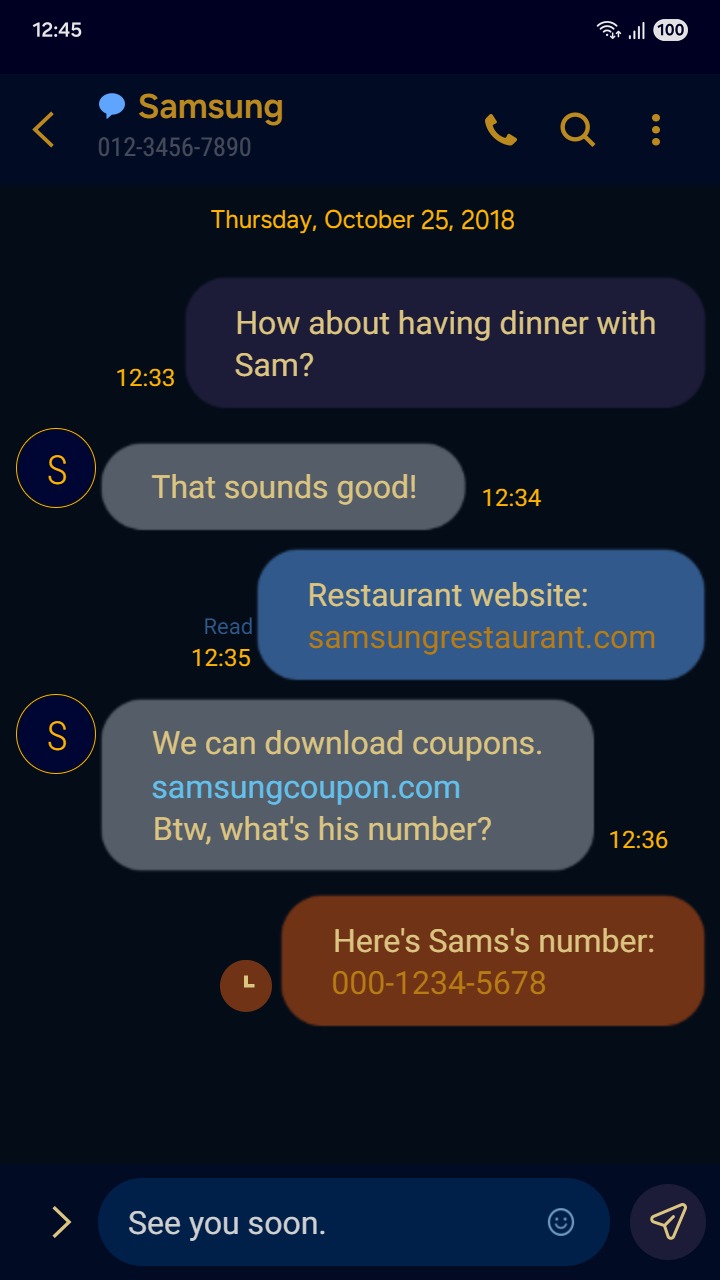 12:45
100
Samsung
012-3456-7890
Thursday, October 25, 2018
How about having dinner with
Sam?
12:33
S
That sounds good!
12:34
Restaurant website:
samsungrestaurant.com
Read
12:35
S
We can download coupons.
samsungcoupon.com
Btw, what's his number?
12:36
Here's Sams's number:
000-1234-5678
See you soon.